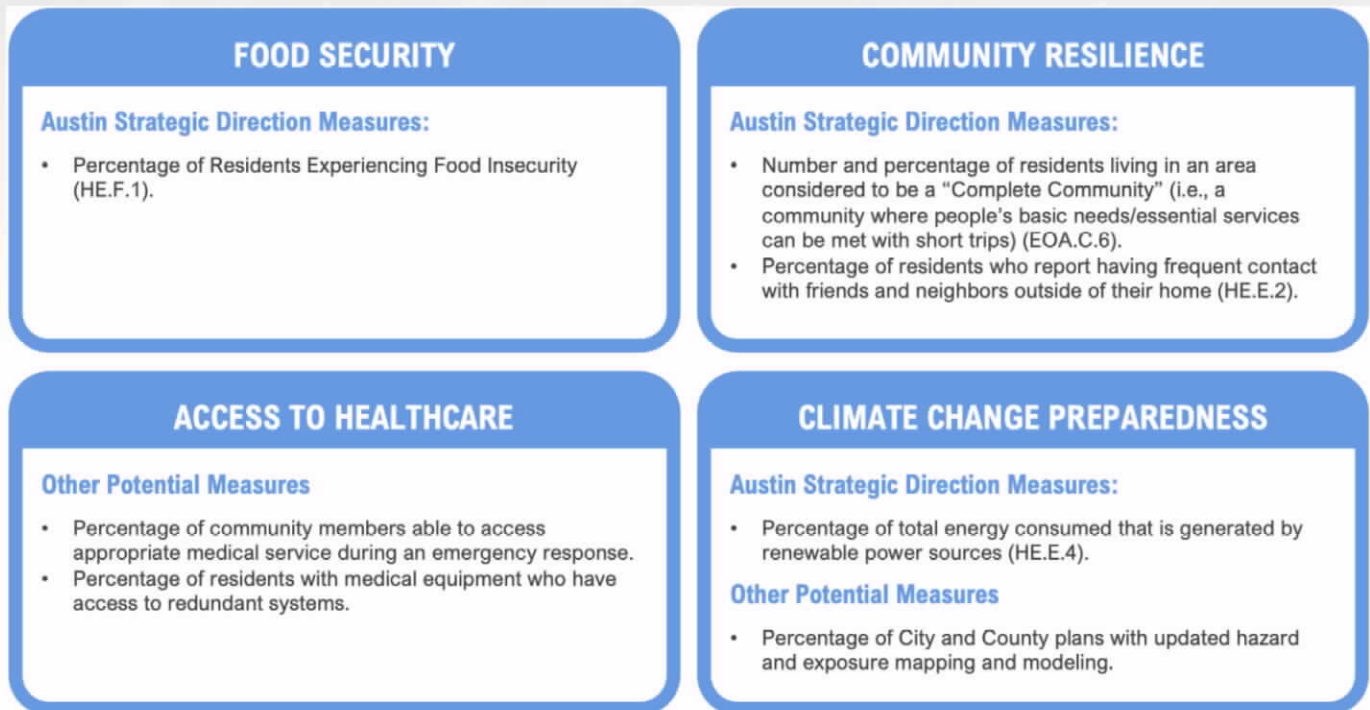 FOOD SECURITY
Austin Strategic Direction Measures:
• Percentage of Residents Experiencing Food Insecurity
(HE.F.1).
COMMUNITY RESILIENCE
Austin Strategic Direction Measures:
• Number and percentage of residents living in an area
considered to be a “Complete Community” (i.e., a
community where people’s basic needs/essential services
can be met with short trips) (EOA.C.6).
• Percentage of residents who report having frequent contact
with friends and neighbors outside of their home (HE.E.2).
ACCESS TO HEALTHCARE
Other Potential Measures
• Percentage of community members able to access
appropriate medical service during an emergency response.
• Percentage of residents with medical equipment who have
access to redundant systems.
CLIMATE CHANGE PREPAREDNESS
Austin Strategic Direction Measures:
• Percentage of total energy consumed that is generated by
renewable power sources (HE.E.4).
Other Potential Measures
• Percentage of City and County plans with updated hazard
and exposure mapping and modeling.